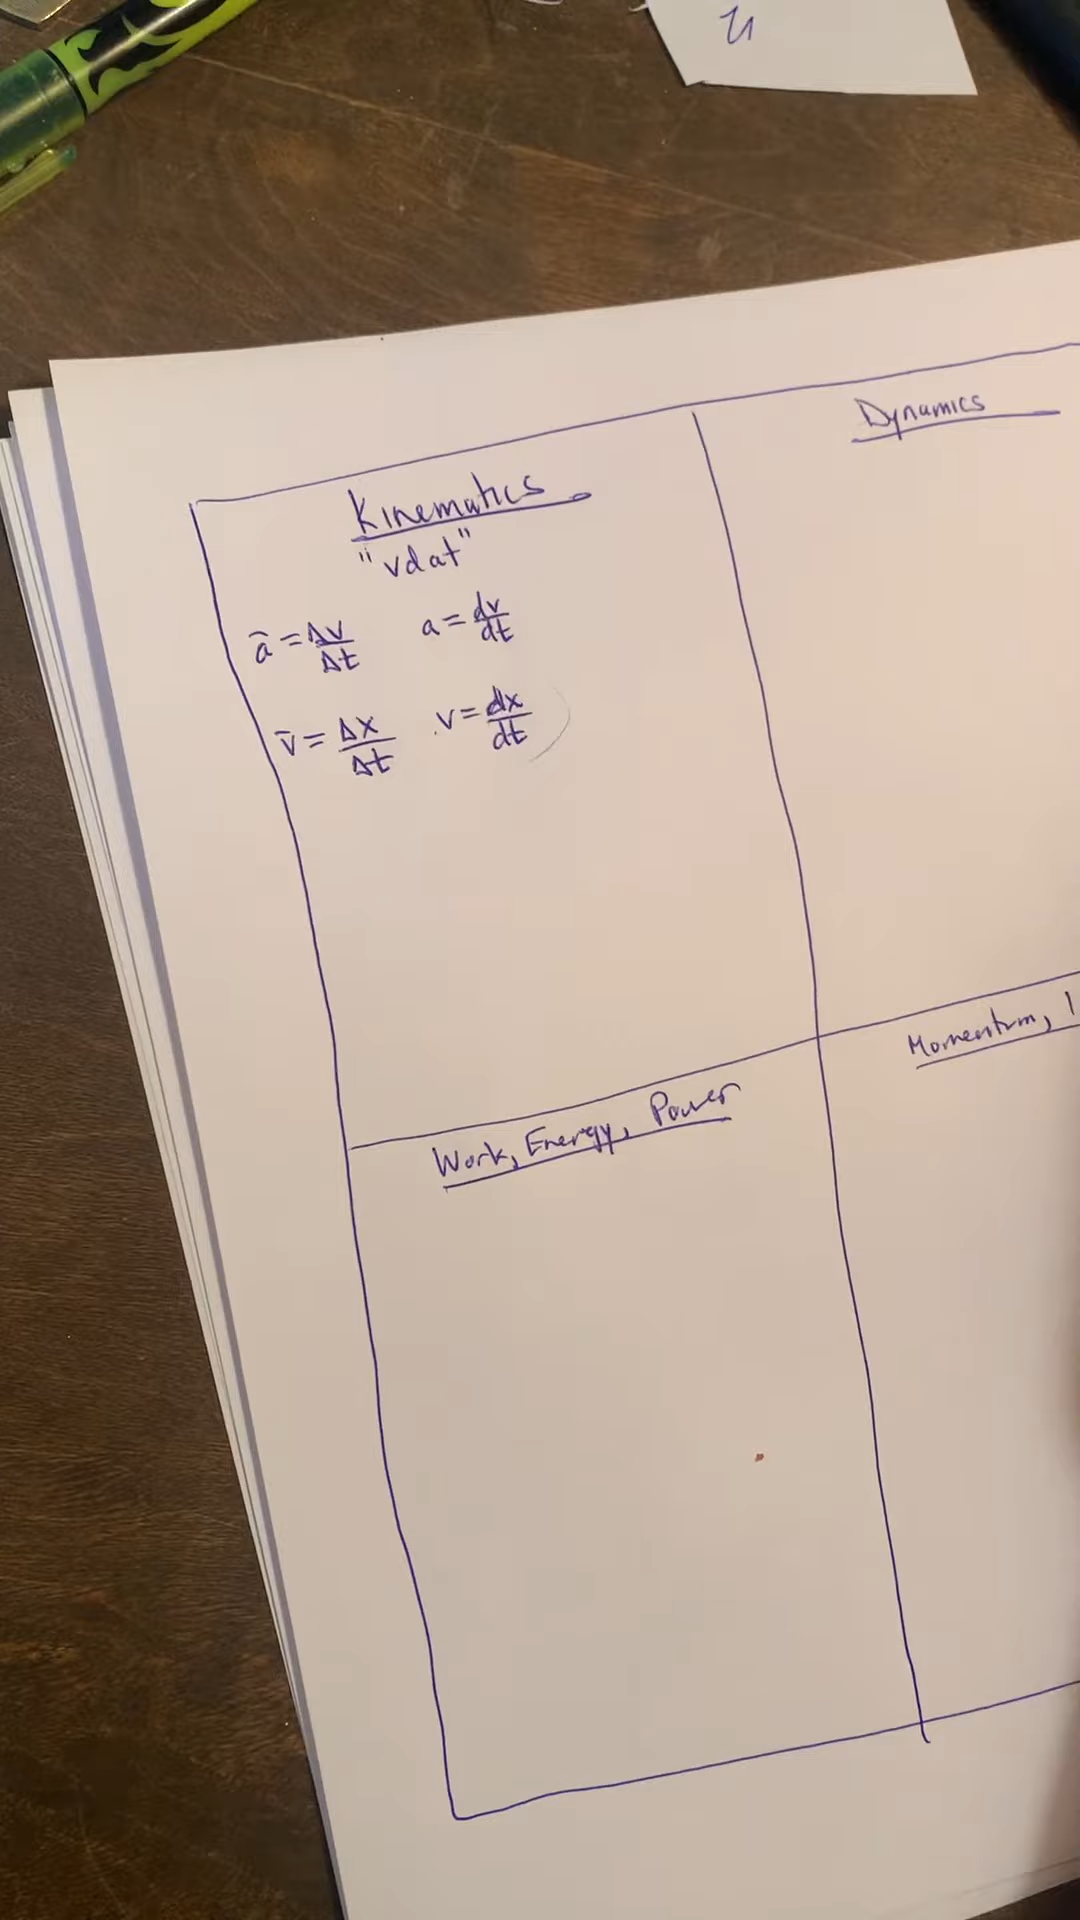 Kinematics
"vdat"
a̅ = Δv/Δt   a = dv/dt
v̅ = Δx/Δt   v = dx/dt
Dynamics
Work, Energy, Power
Momentum,